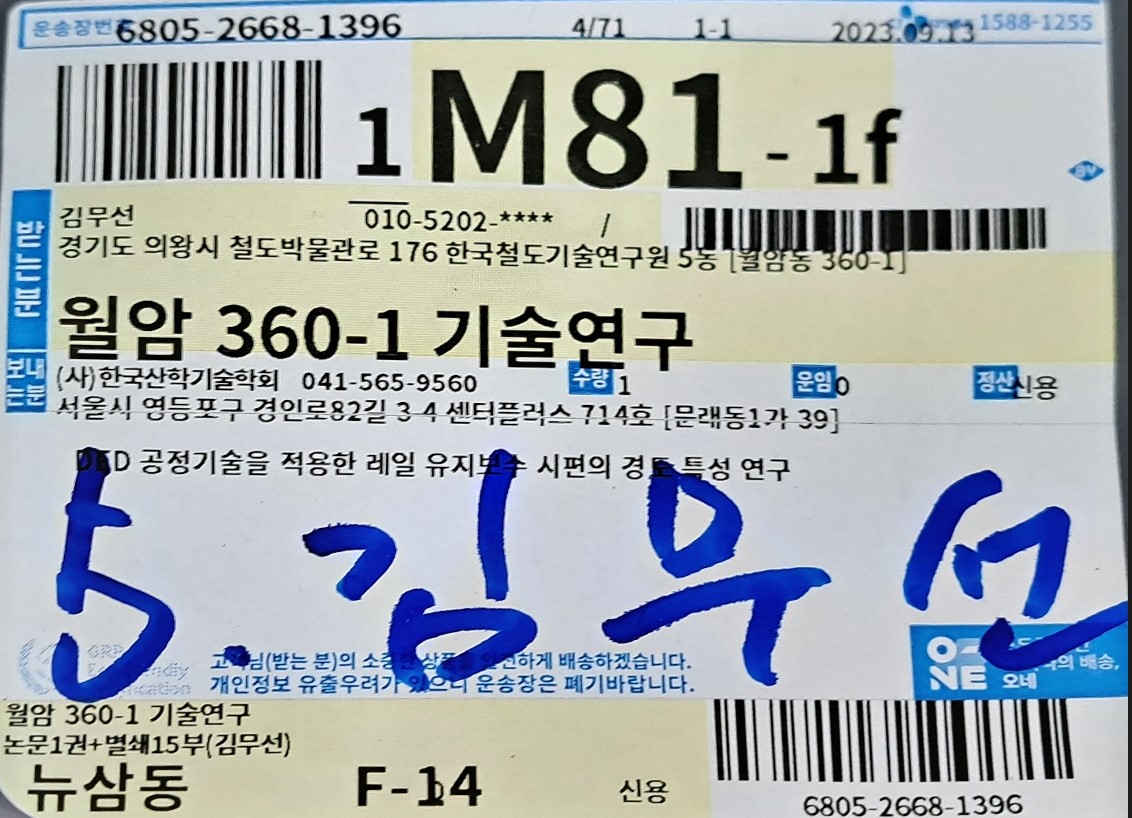 운송장번호 6805-2668-1396 4/71 1-1 2023.09.13 1588-1255
1 M81 - 1f
받는분
김무선 010-5202-**** /
경기도 의왕시 철도박물관로 176 한국철도기술연구원 5동 [월암동 360-1]
월암 360-1 기술연구
보내는분
(사)한국산학기술학회 041-565-9560 수량 1 운임 0 정산 신용
서울시 영등포구 경인로82길 3-4 센터플러스 714호 [문래동1가 39]
DED 공정기술을 적용한 레일 유지보수 시편의 경도 특성 연구
5. 김무선
고객님(받는 분)의 소중한 상품을 안전하게 배송하겠습니다.
개인정보 유출우려가 있으니 운송장은 폐기바랍니다.
O-NE
의 배송,
오네
월암 360-1 기술연구
논문1권+별쇄15부(김무선)
뉴삼동 F-14 신용
6805-2668-1396